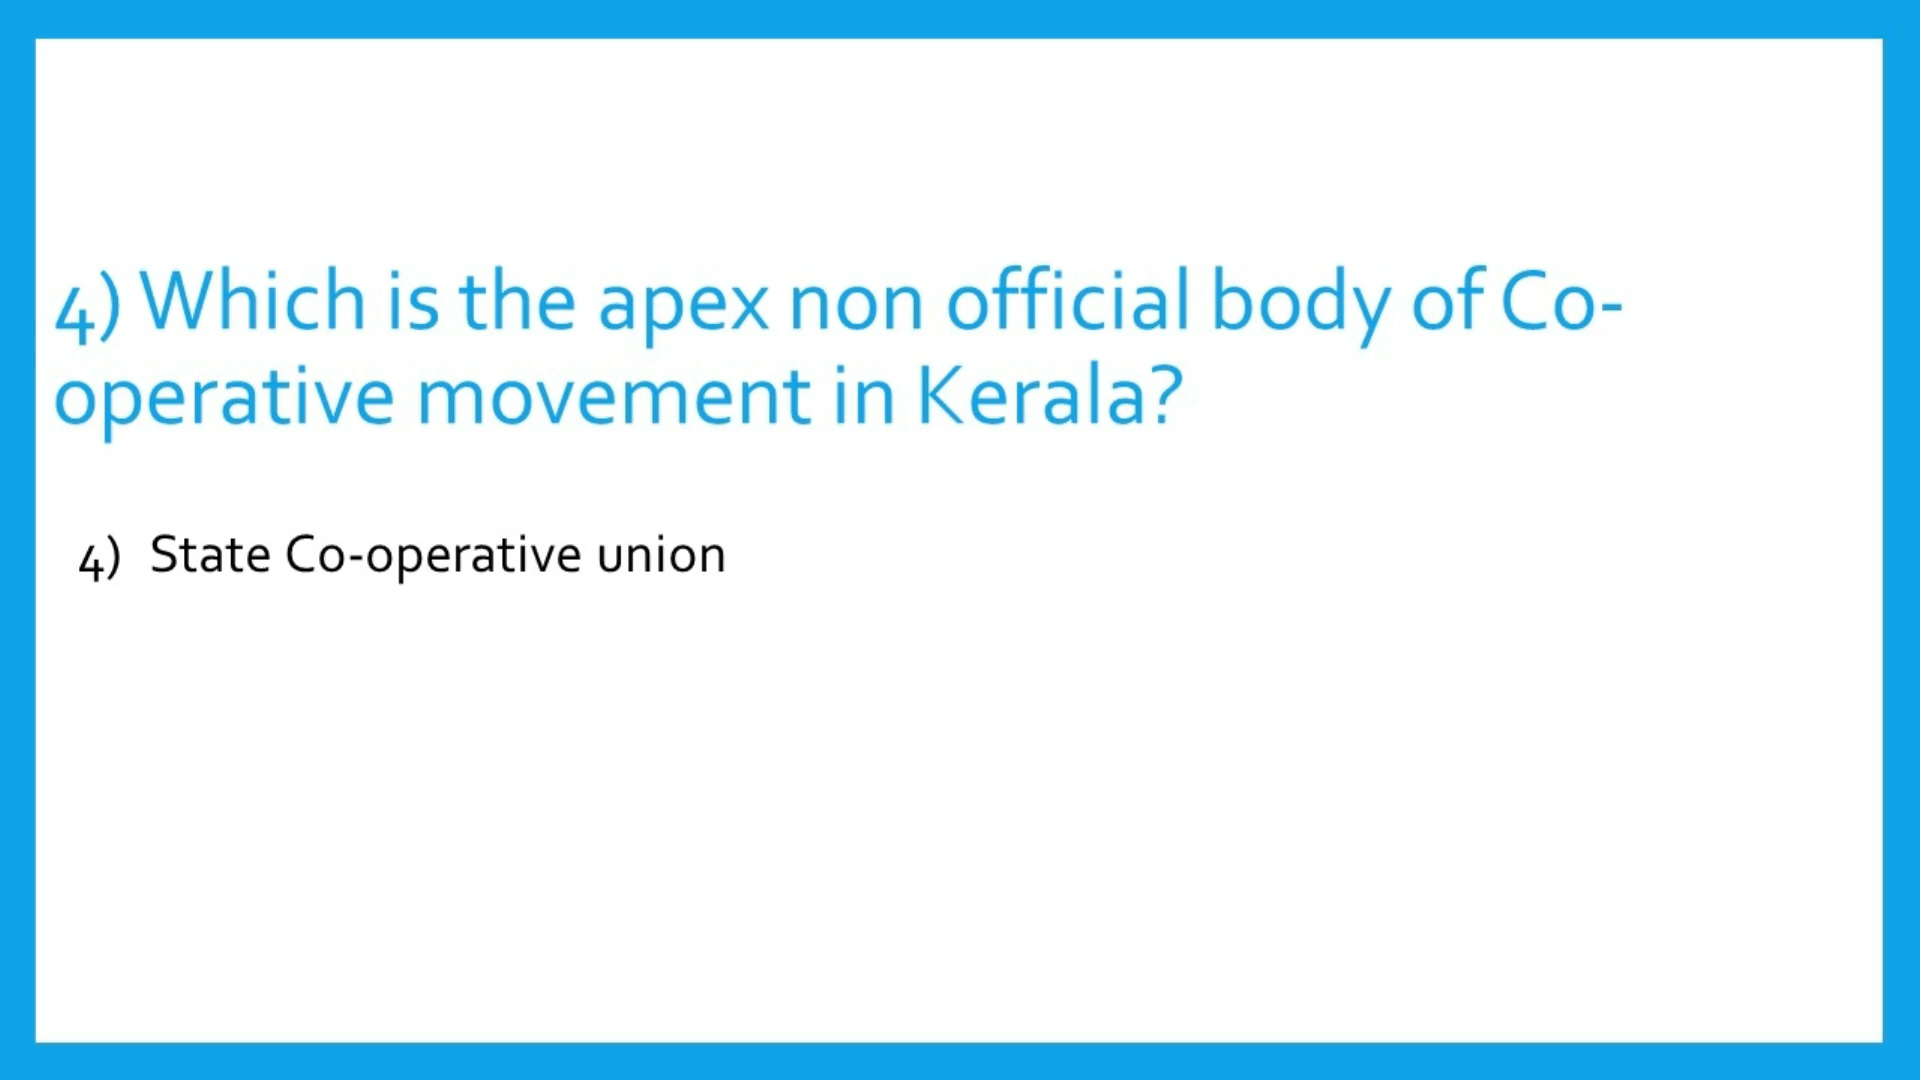 4) Which is the apex non official body of Co-
operative movement in Kerala?
4) State Co-operative union